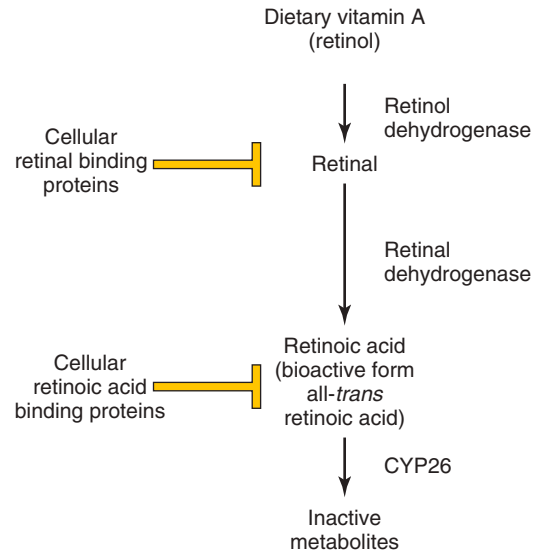 Dietary vitamin A
(retinol)
Retinol
dehydrogenase
Cellular
retinal binding
proteins
Retinal
Retinal
dehydrogenase
Cellular
retinoic acid
binding proteins
Retinoic acid
(bioactive form
all-trans
retinoic acid)
CYP26
Inactive
metabolites